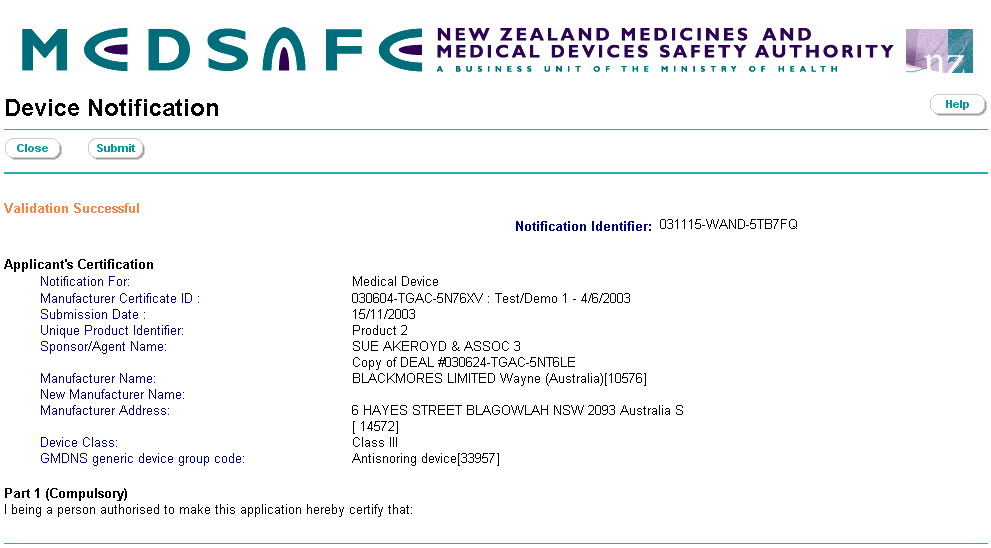 MEDSAFE NEW ZEALAND MEDICINES AND
MEDICAL DEVICES SAFETY AUTHORITY
A BUSINESS UNIT OF THE MINISTRY OF HEALTH
nz
Device Notification
Help
Close Submit
Validation Successful
Notification Identifier: 031115-WAND-5TB7FQ
Applicant's Certification
Notification For: Medical Device
Manufacturer Certificate ID : 030604-TGAC-5N76XV : Test/Demo 1 - 4/6/2003
Submission Date : 15/11/2003
Unique Product Identifier: Product 2
Sponsor/Agent Name: SUE AKEROYD & ASSOC 3
Copy of DEAL #030624-TGAC-5NT6LE
Manufacturer Name: BLACKMORES LIMITED Wayne (Australia)[10576]
New Manufacturer Name:
Manufacturer Address: 6 HAYES STREET BLAGOWLAH NSW 2093 Australia S
[ 14572]
Device Class: Class III
GMDNS generic device group code: Antisnoring device[33957]
Part 1 (Compulsory)
I being a person authorised to make this application hereby certify that: